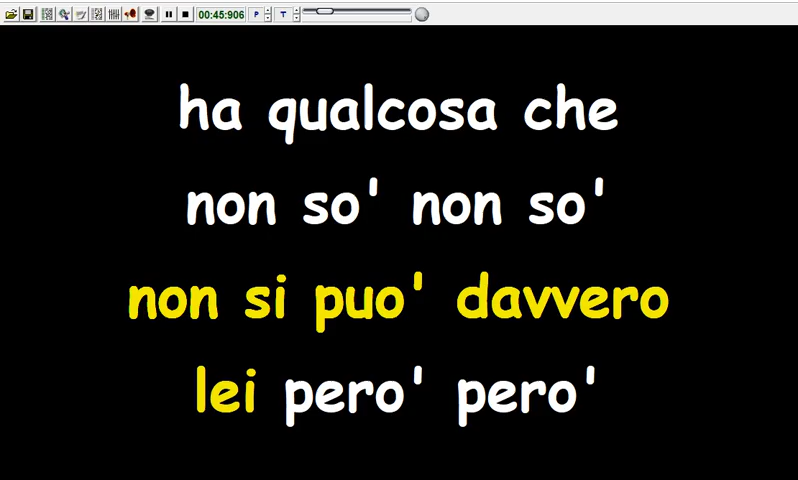 00:45:906 P T
ha qualcosa che
non so' non so'
non si puo' davvero
lei pero' pero'